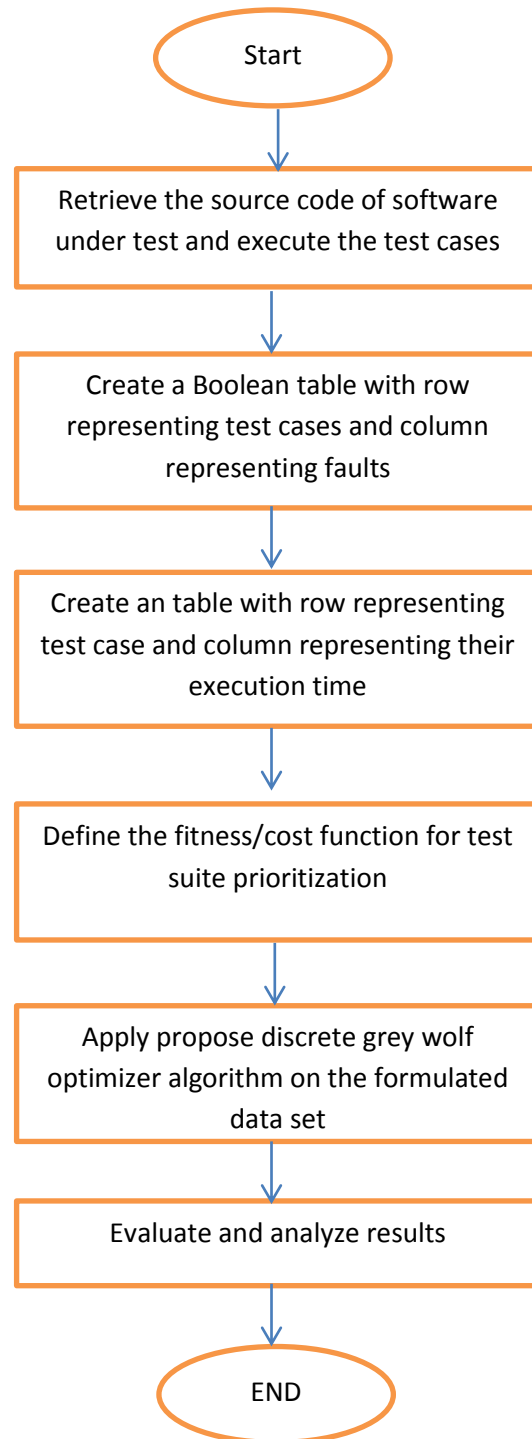 Start
Retrieve the source code of software
under test and execute the test cases
Create a Boolean table with row
representing test cases and column
representing faults
Create an table with row representing
test case and column representing their
execution time
Define the fitness/cost function for test
suite prioritization
Apply propose discrete grey wolf
optimizer algorithm on the formulated
data set
Evaluate and analyze results
END